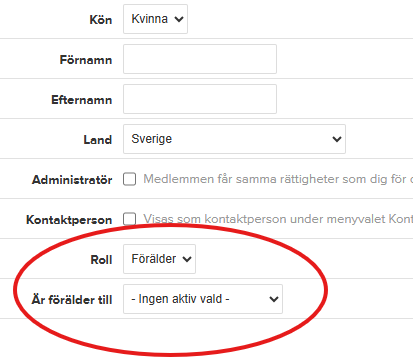 Kön Kvinna
Förnamn
Efternamn
Land Sverige
Administratör Medlemmen får samma rättigheter som dig för
Kontaktperson Visas som kontaktperson under menyvalet Kont
Roll Förälder
Är förälder till - Ingen aktiv vald -